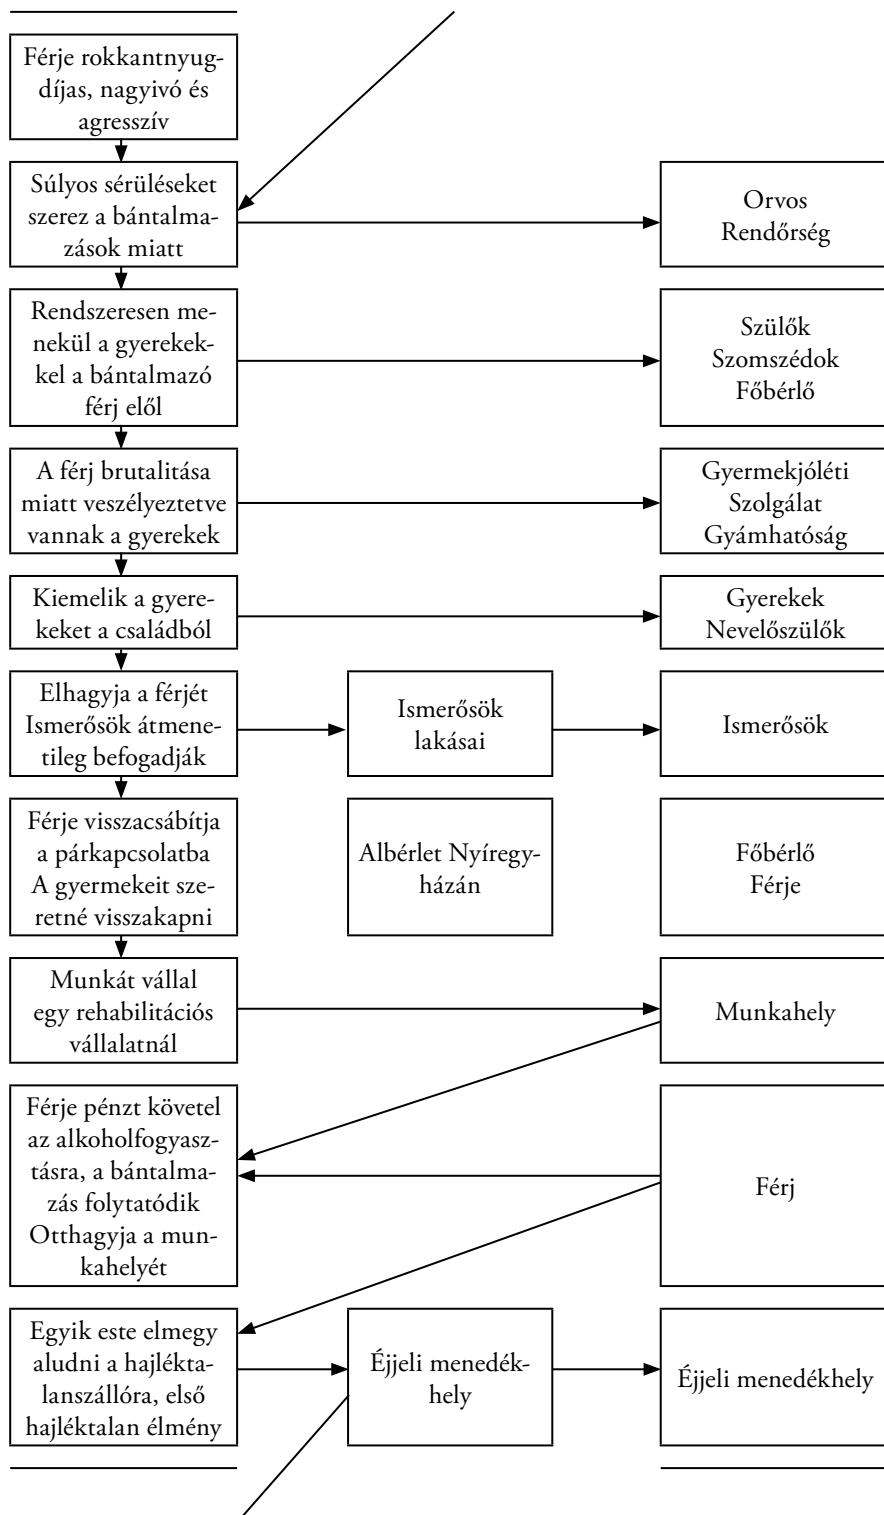 Férje rokkantnyug-
díjas, nagyivó és
agresszív
Súlyos sérüléseket
szerez a bántalma-
zások miatt
Orvos
Rendőrség
Rendszeresen me-
nekül a gyerekek-
kel a bántalmazó
férj elől
Szülők
Szomszédok
Főbérlő
A férj brutalitása
miatt veszélyeztetve
vannak a gyerekek
Gyermekjóléti
Szolgálat
Gyámhatóság
Kiemelik a gyere-
keket a családból
Gyerekek
Nevelőszülők
Elhagyja a férjét
Ismerősök átmene-
tileg befogadják
Ismerősök
lakásai
Ismerősök
Férje visszacsábítja
a párkapcsolatba
A gyermekeit sze-
retné visszakapni
Albérlet Nyíregy-
házán
Főbérlő
Férje
Munkát vállal
egy rehabilitációs
vállalatnál
Munkahely
Férje pénzt követel
az alkoholfogyasz-
tásra, a bántalma-
zás folytatódik
Otthagyja a mun-
kahelyét
Férj
Egyik este elmegy
aludni a hajlékta-
lanszállóra, első
hajléktalan élmény
Éjjeli menedék-
hely
Éjjeli menedékhely